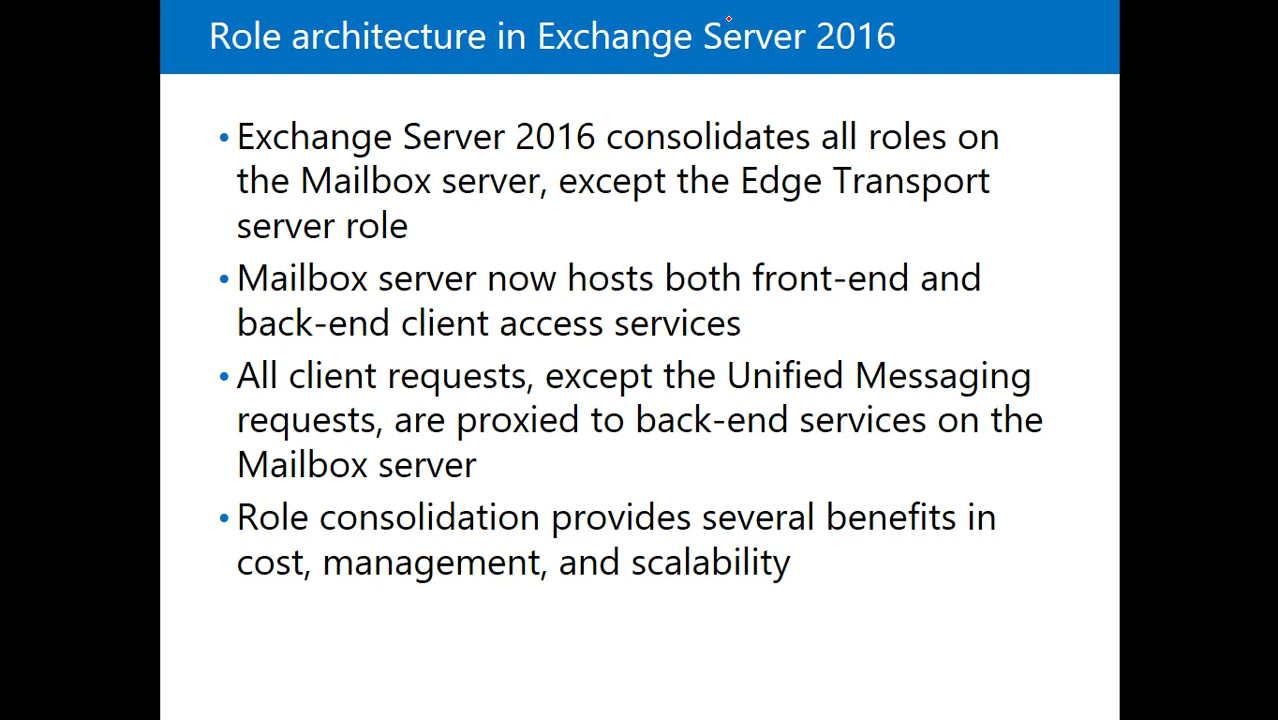 Role architecture in Exchange Server 2016
• Exchange Server 2016 consolidates all roles on
the Mailbox server, except the Edge Transport
server role
• Mailbox server now hosts both front-end and
back-end client access services
• All client requests, except the Unified Messaging
requests, are proxied to back-end services on the
Mailbox server
• Role consolidation provides several benefits in
cost, management, and scalability